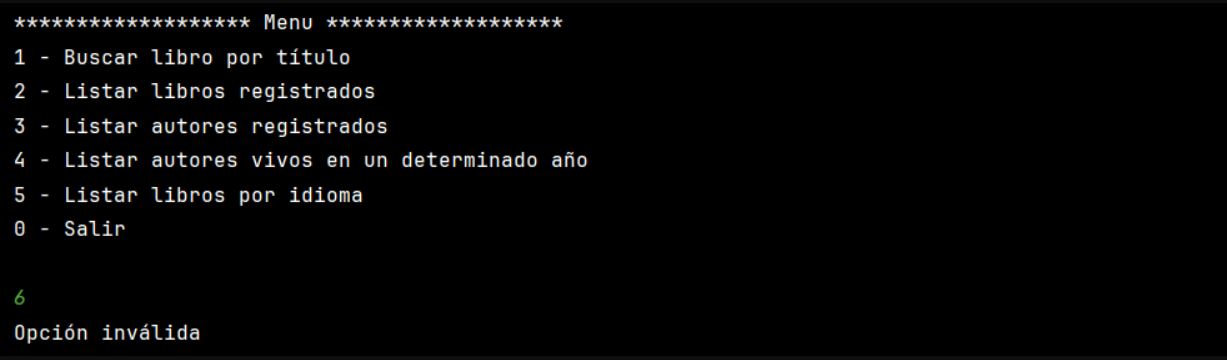 ******************* Menu *******************
1 - Buscar libro por título
2 - Listar libros registrados
3 - Listar autores registrados
4 - Listar autores vivos en un determinado año
5 - Listar libros por idioma
0 - Salir
6
Opción inválida